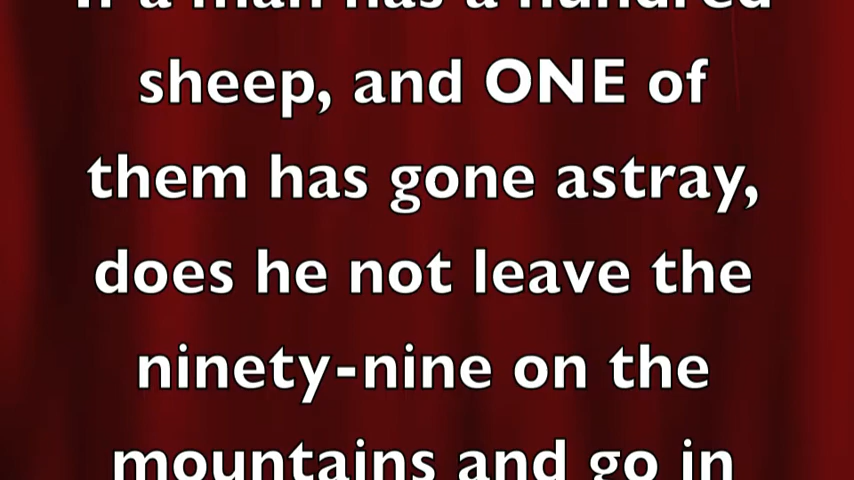 If a man has a hundred
sheep, and ONE of
them has gone astray,
does he not leave the
ninety-nine on the
mountains and go in